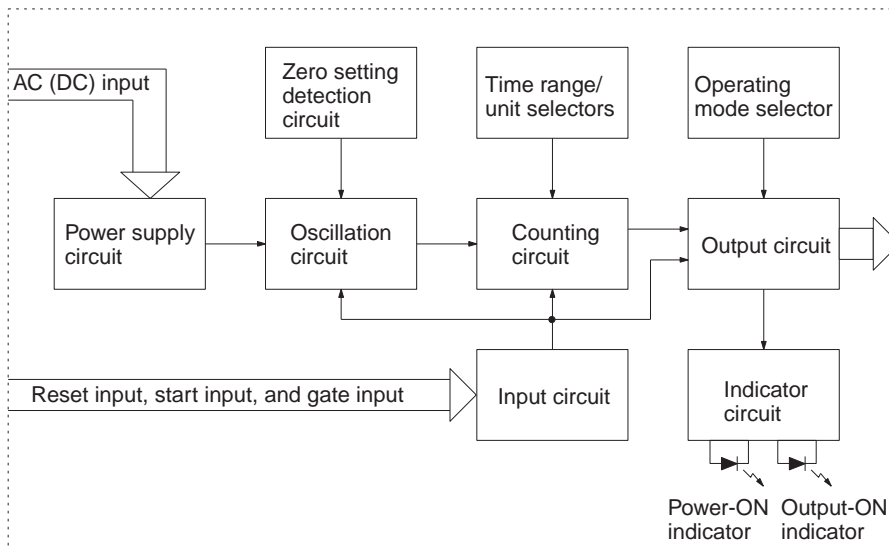 AC (DC) input
Zero setting
detection
circuit
Time range/
unit selectors
Operating
mode selector
Power supply
circuit
Oscillation
circuit
Counting
circuit
Output circuit
Reset input, start input, and gate input
Input circuit
Indicator
circuit
Power-ON
indicator
Output-ON
indicator